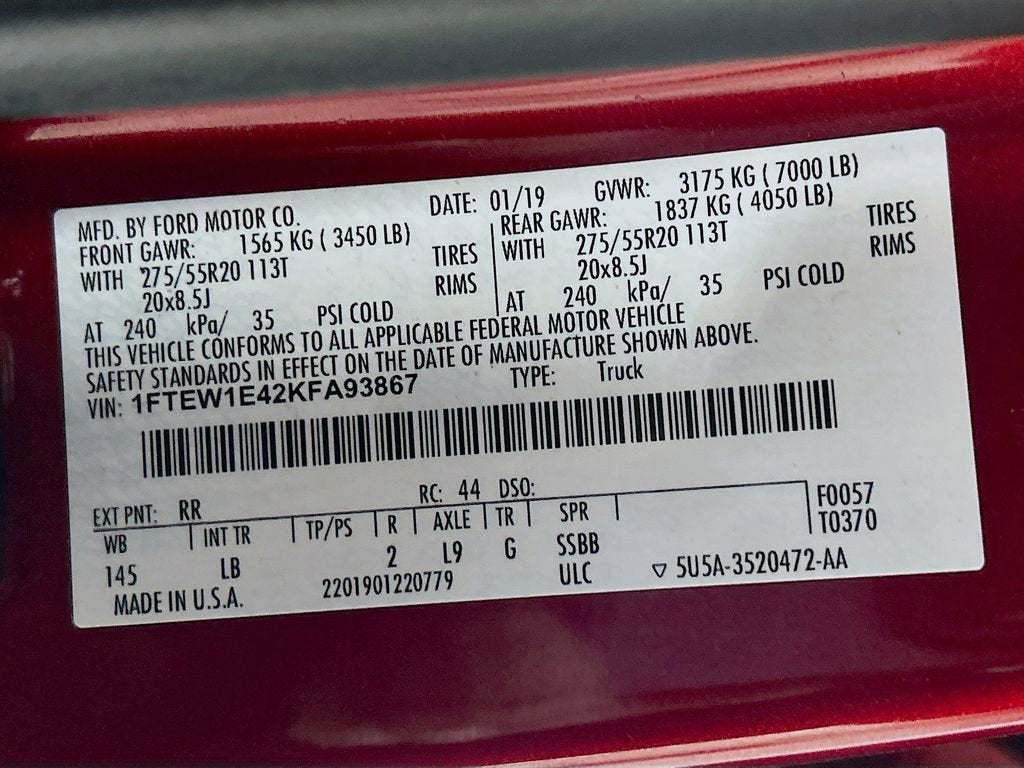 MFD. BY FORD MOTOR CO. DATE: 01/19 GVWR: 3175 KG ( 7000 LB)
FRONT GAWR: 1565 KG ( 3450 LB) REAR GAWR: 1837 KG ( 4050 LB)
WITH 275/55R20 113T TIRES WITH 275/55R20 113T TIRES
20x8.5J RIMS 20x8.5J RIMS
AT 240 kPa/ 35 PSI COLD AT 240 kPa/ 35 PSI COLD
THIS VEHICLE CONFORMS TO ALL APPLICABLE FEDERAL MOTOR VEHICLE
SAFETY STANDARDS IN EFFECT ON THE DATE OF MANUFACTURE SHOWN ABOVE.
VIN: 1FTEW1E42KFA93867 TYPE: Truck
EXT PNT: RR RC: 44 DSO:
WB INT TR TP/PS R AXLE TR SPR F0057
145 LB 2 L9 G SSBB T0370
MADE IN U.S.A. 2201901220779 ULC ▽ 5U5A-3520472-AA